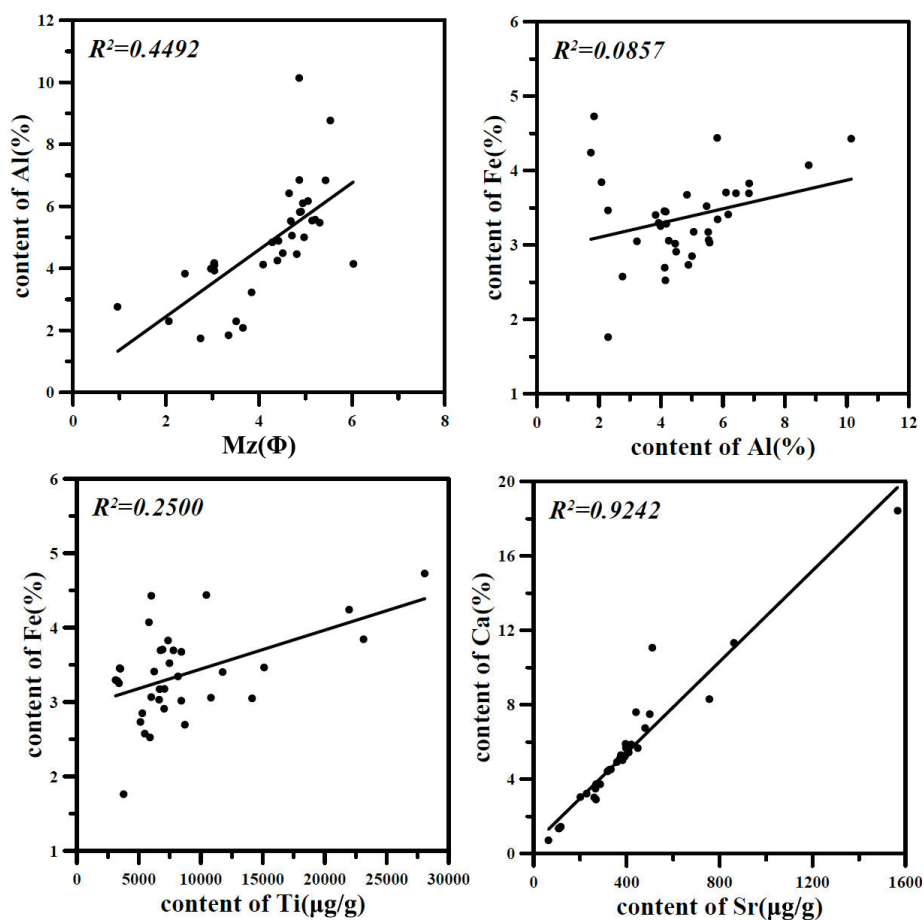 R²=0.4492
content of Al(%)
12
10
8
6
4
2
0
0 2 4 6 8
Mz(Φ)
R²=0.0857
content of Fe(%)
6
5
4
3
2
1
0 2 4 6 8 10 12
content of Al(%)
R²=0.2500
content of Fe(%)
6
5
4
3
2
1
0 5000 10000 15000 20000 25000 30000
content of Ti(μg/g)
R²=0.9242
content of Ca(%)
20
16
12
8
4
0
0 400 800 1200 1600
content of Sr(μg/g)